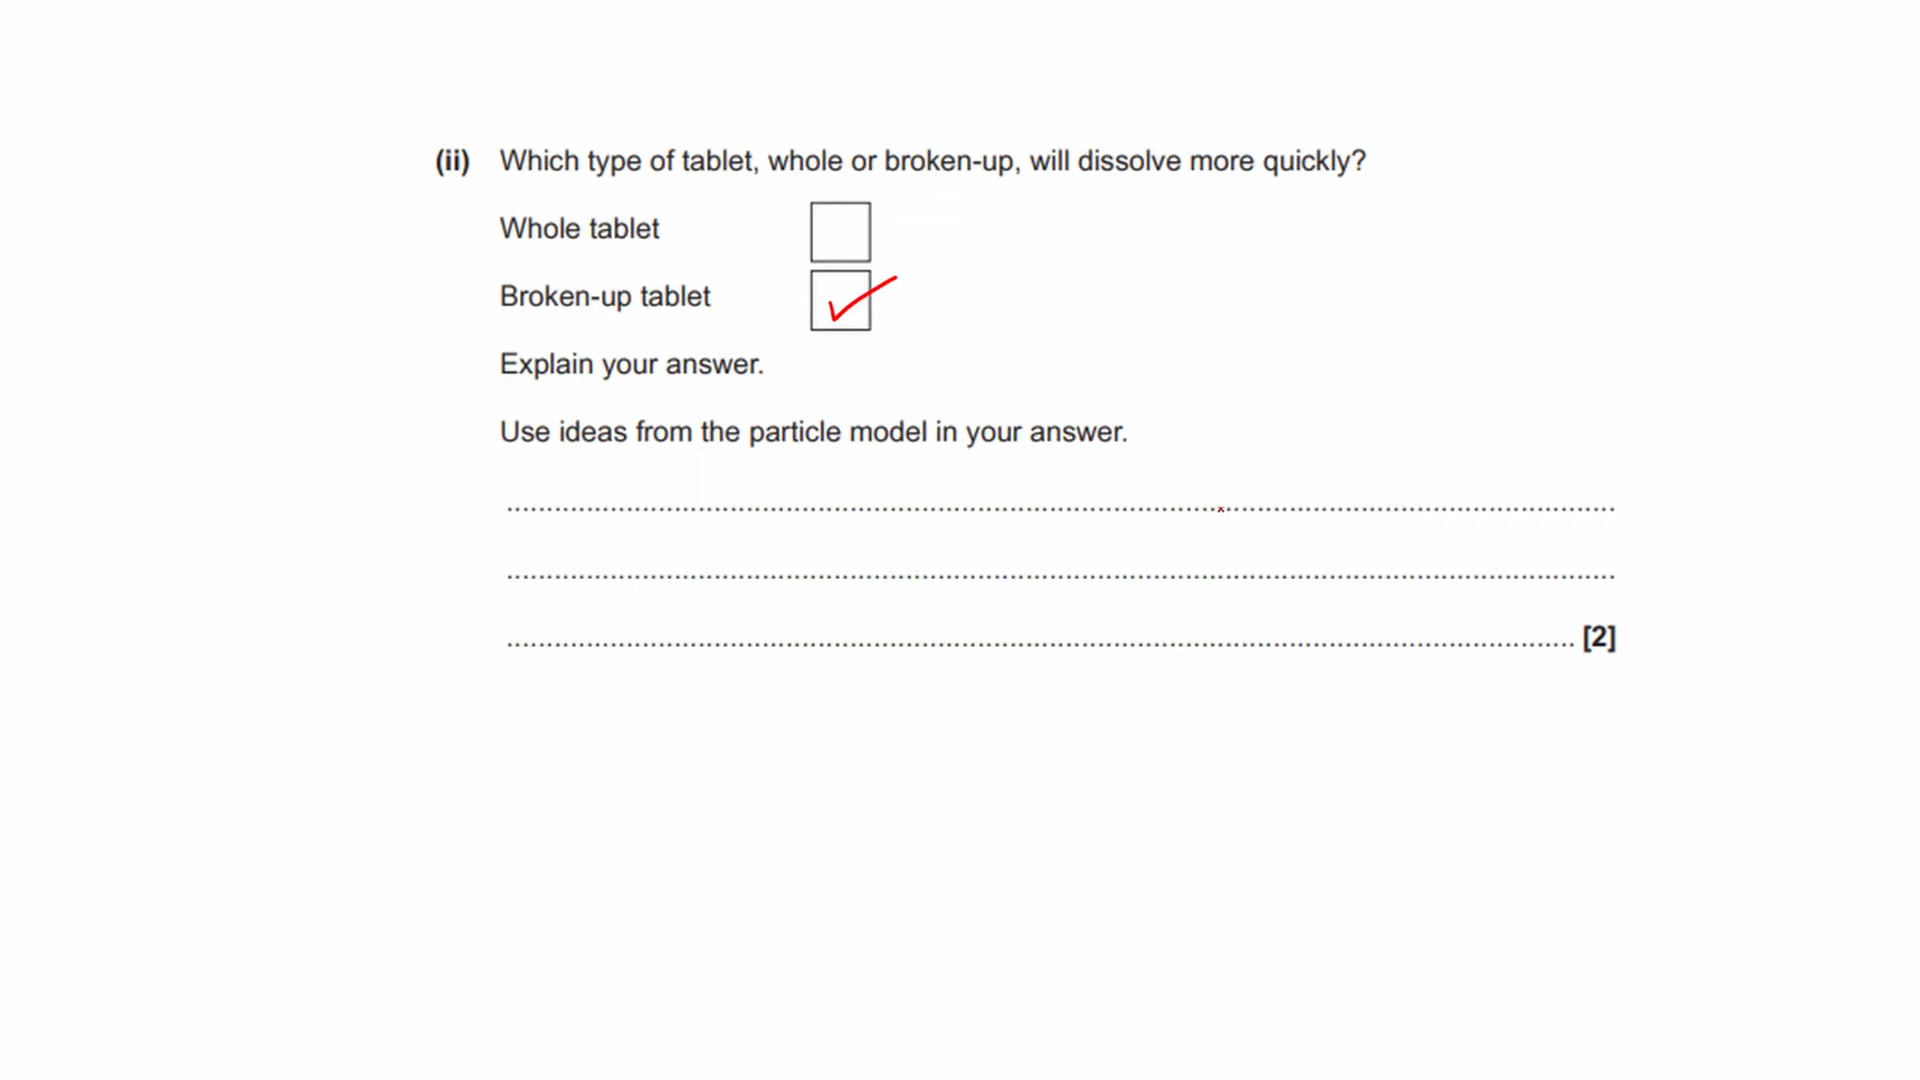 (ii) Which type of tablet, whole or broken-up, will dissolve more quickly?
Whole tablet
Broken-up tablet
Explain your answer.
Use ideas from the particle model in your answer.
[2]